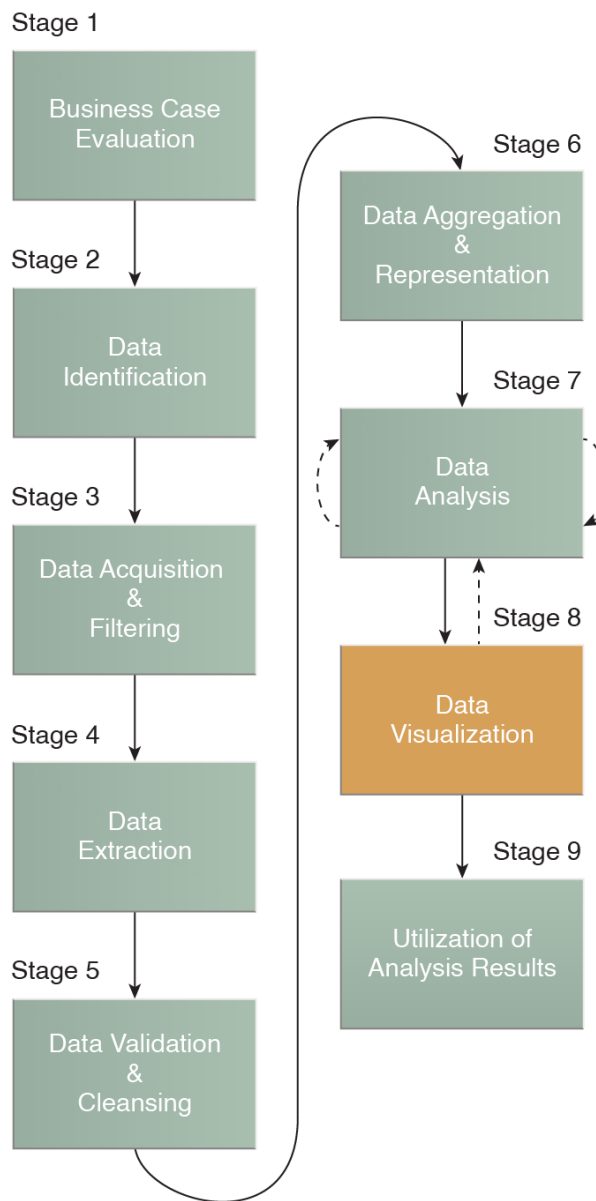 Stage 1
Business Case
Evaluation
Stage 2
Data
Identification
Stage 3
Data Acquisition
&
Filtering
Stage 4
Data
Extraction
Stage 5
Data Validation
&
Cleansing
Stage 6
Data Aggregation
&
Representation
Stage 7
Data
Analysis
Stage 8
Data
Visualization
Stage 9
Utilization of
Analysis Results